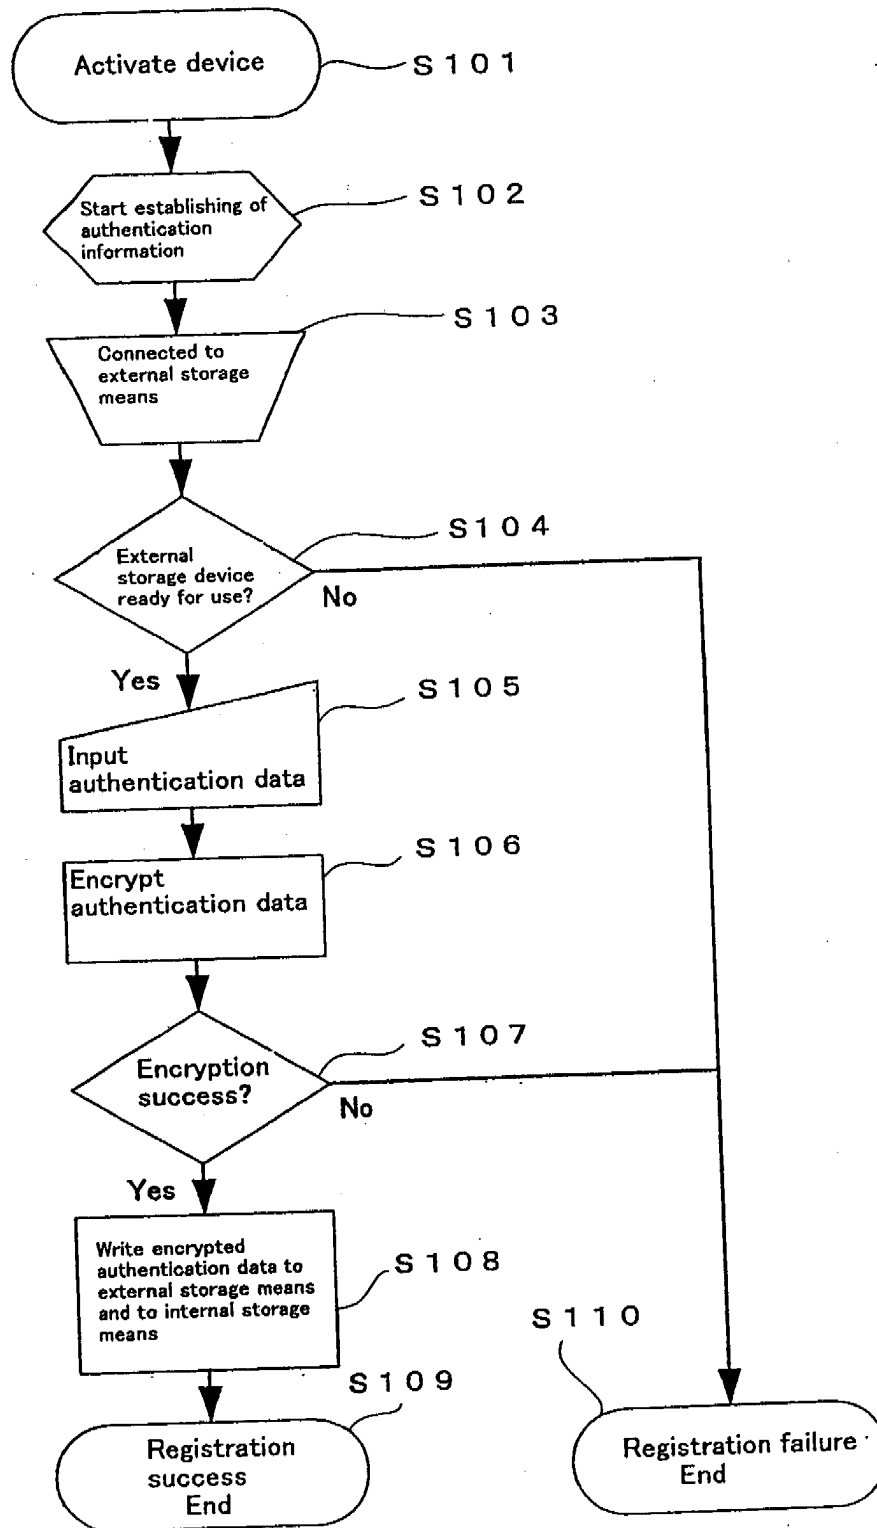 Activate device
S101
Start establishing of
authentication
information
S102
Connected to
external storage
means
S103
External
storage device
ready for use?
S104
No
Yes
Input
authentication data
S105
Encrypt
authentication data
S106
Encryption
success?
S107
No
Yes
Write encrypted
authentication data to
external storage means
and to internal storage
means
S108
Registration
success
End
S109
Registration failure
End
S110